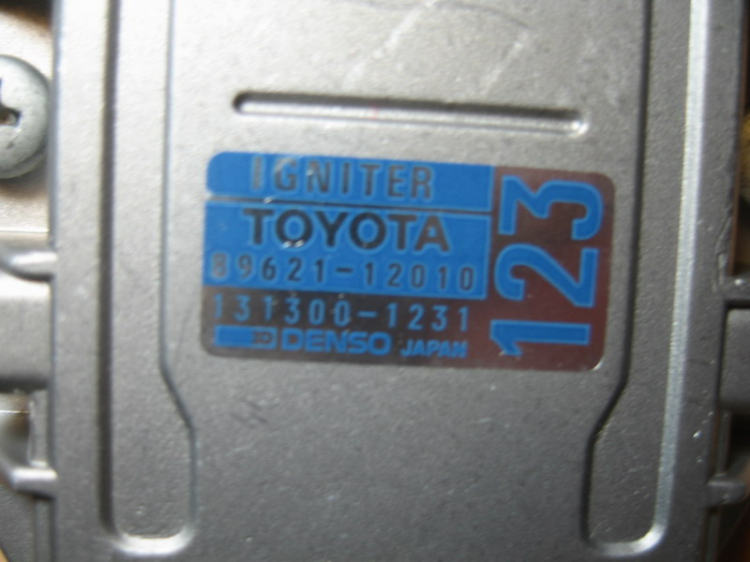 IGNITER
TOYOTA
89621-12010
131300-1231
DENSO JAPAN
123